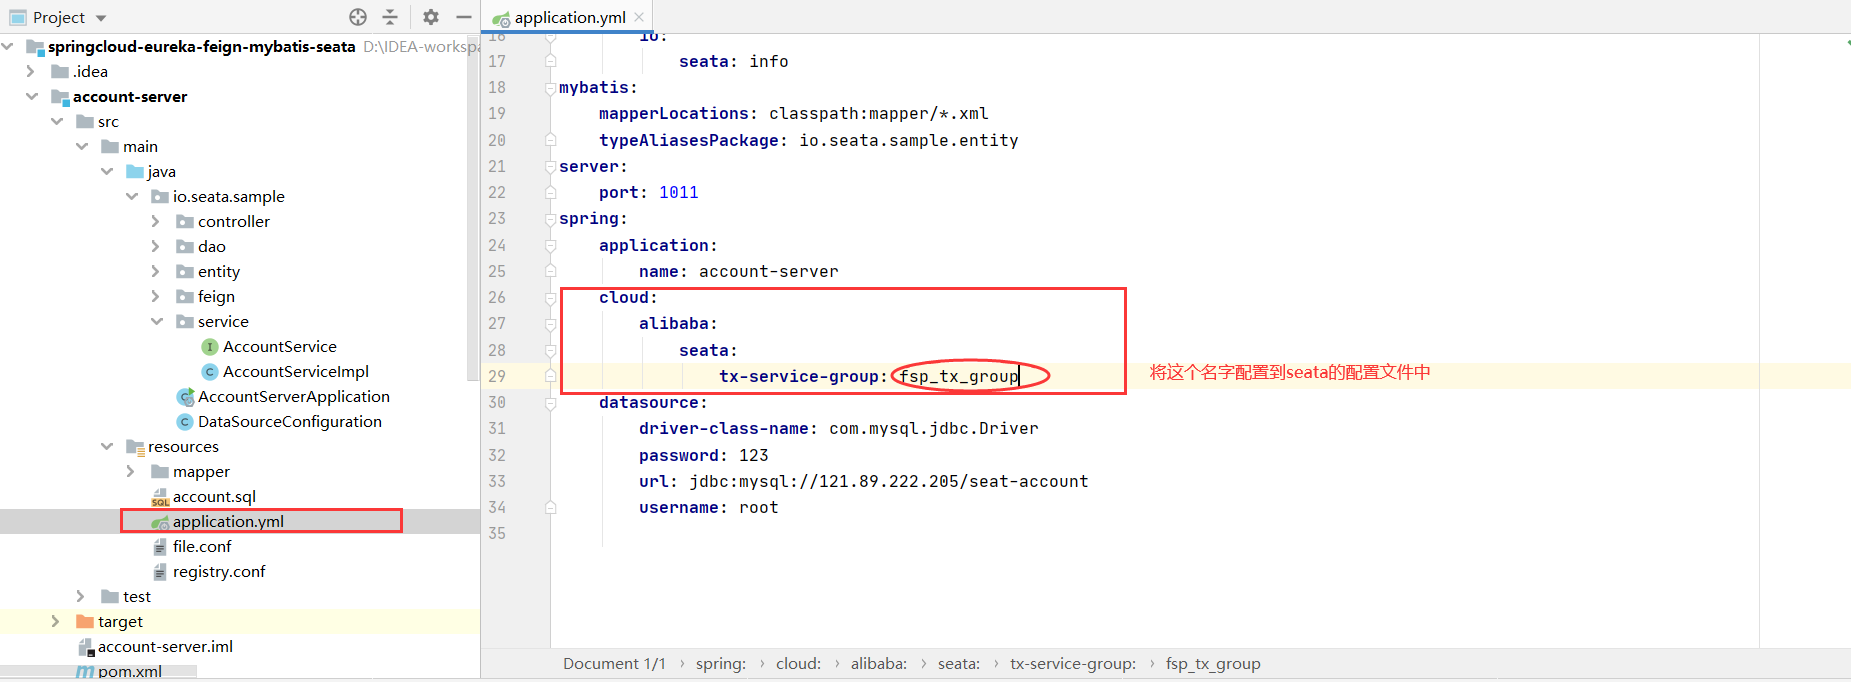 Project
application.yml
springcloud-eureka-feign-mybatis-seata D:\IDEA-workspa
.idea
account-server
src
main
java
io.seata.sample
controller
dao
entity
feign
service
AccountService
AccountServiceImpl
AccountServerApplication
DataSourceConfiguration
resources
mapper
account.sql
application.yml
file.conf
registry.conf
test
target
account-server.iml
pom.xml
16 io:
17 seata: info
18 mybatis:
19 mapperLocations: classpath:mapper/*.xml
20 typeAliasesPackage: io.seata.sample.entity
21 server:
22 port: 1011
23 spring:
24 application:
25 name: account-server
26 cloud:
27 alibaba:
28 seata:
29 tx-service-group: fsp_tx_group
将这个名字配置到seata的配置文件中
30 datasource:
31 driver-class-name: com.mysql.jdbc.Driver
32 password: 123
33 url: jdbc:mysql://121.89.222.205/seat-account
34 username: root
35
Document 1/1 › spring: › cloud: › alibaba: › seata: › tx-service-group: › fsp_tx_group